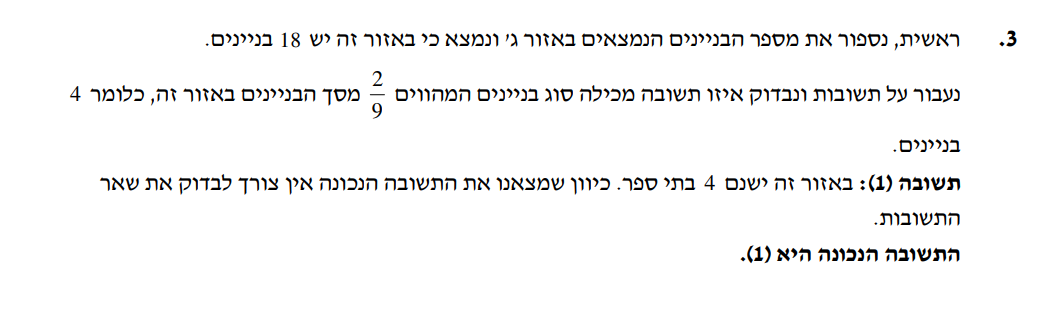 3. ראשית, נספור את מספר הבניינים הנמצאים באזור ג׳ ונמצא כי באזור זה יש 18 בניינים.
נעבור על תשובות ונבדוק איזו תשובה מכילה סוג בניינים המהווים 2/9 מסך הבניינים באזור זה, כלומר 4
בניינים.
תשובה (1): באזור זה ישנם 4 בתי ספר. כיוון שמצאנו את התשובה הנכונה אין צורך לבדוק את שאר
התשובות.
התשובה הנכונה היא (1).